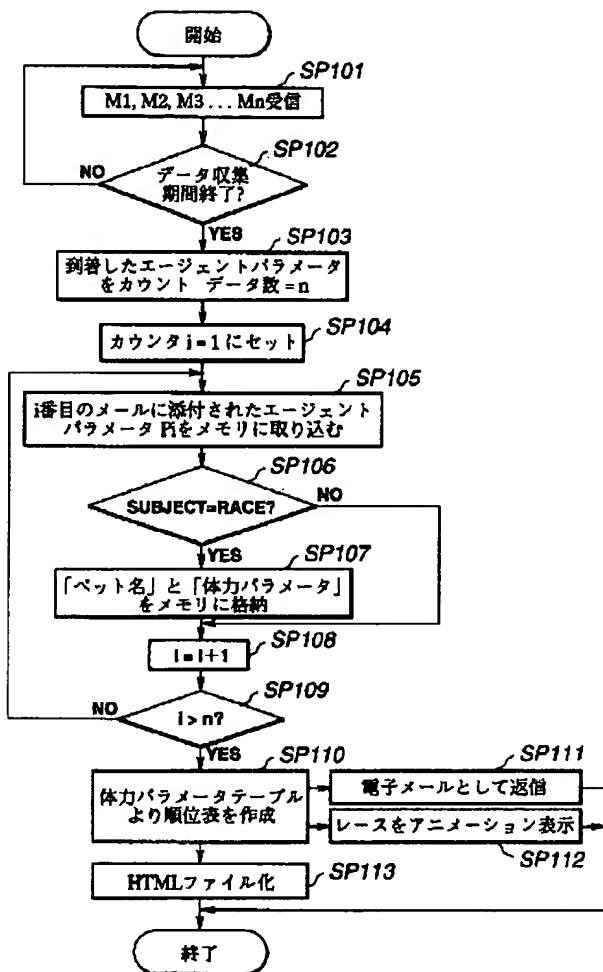 開始
SP101
M1, M2, M3 ... Mn受信
SP102
NO
データ収集
期間終了?
YES
SP103
到着したエージェントパラメータ
をカウント データ数=n
SP104
カウンタi=1にセット
SP105
i番目のメールに添付されたエージェント
パラメータPiをメモリに取り込む
SP106
SUBJECT=RACE?
NO
YES
SP107
「ペット名」と「体力パラメータ」
をメモリに格納
SP108
i=i+1
SP109
NO
i>n?
YES
SP110
SP111
体力パラメータテーブル
より順位表を作成
電子メールとして返信
レースをアニメーション表示
SP112
SP113
HTMLファイル化
終了